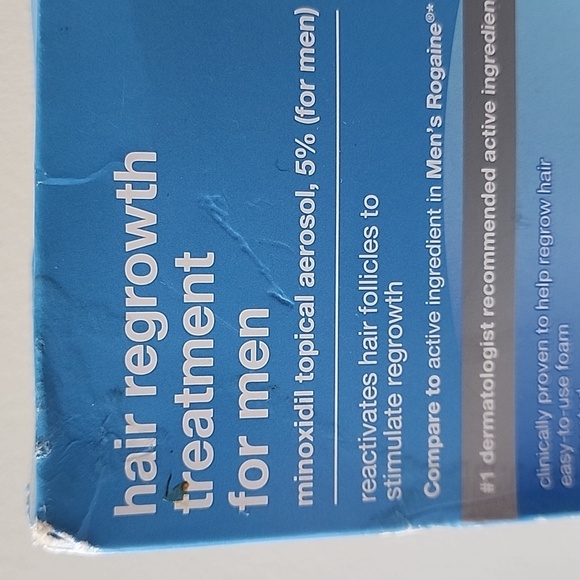 hair regrowth
treatment
for men
minoxidil topical aerosol, 5% (for men)
reactivates hair follicles to
stimulate regrowth
Compare to active ingredient in Men's Rogaine®*
#1 dermatologist recommended active ingredien
clinically proven to help regrow hair
easy-to-use foam